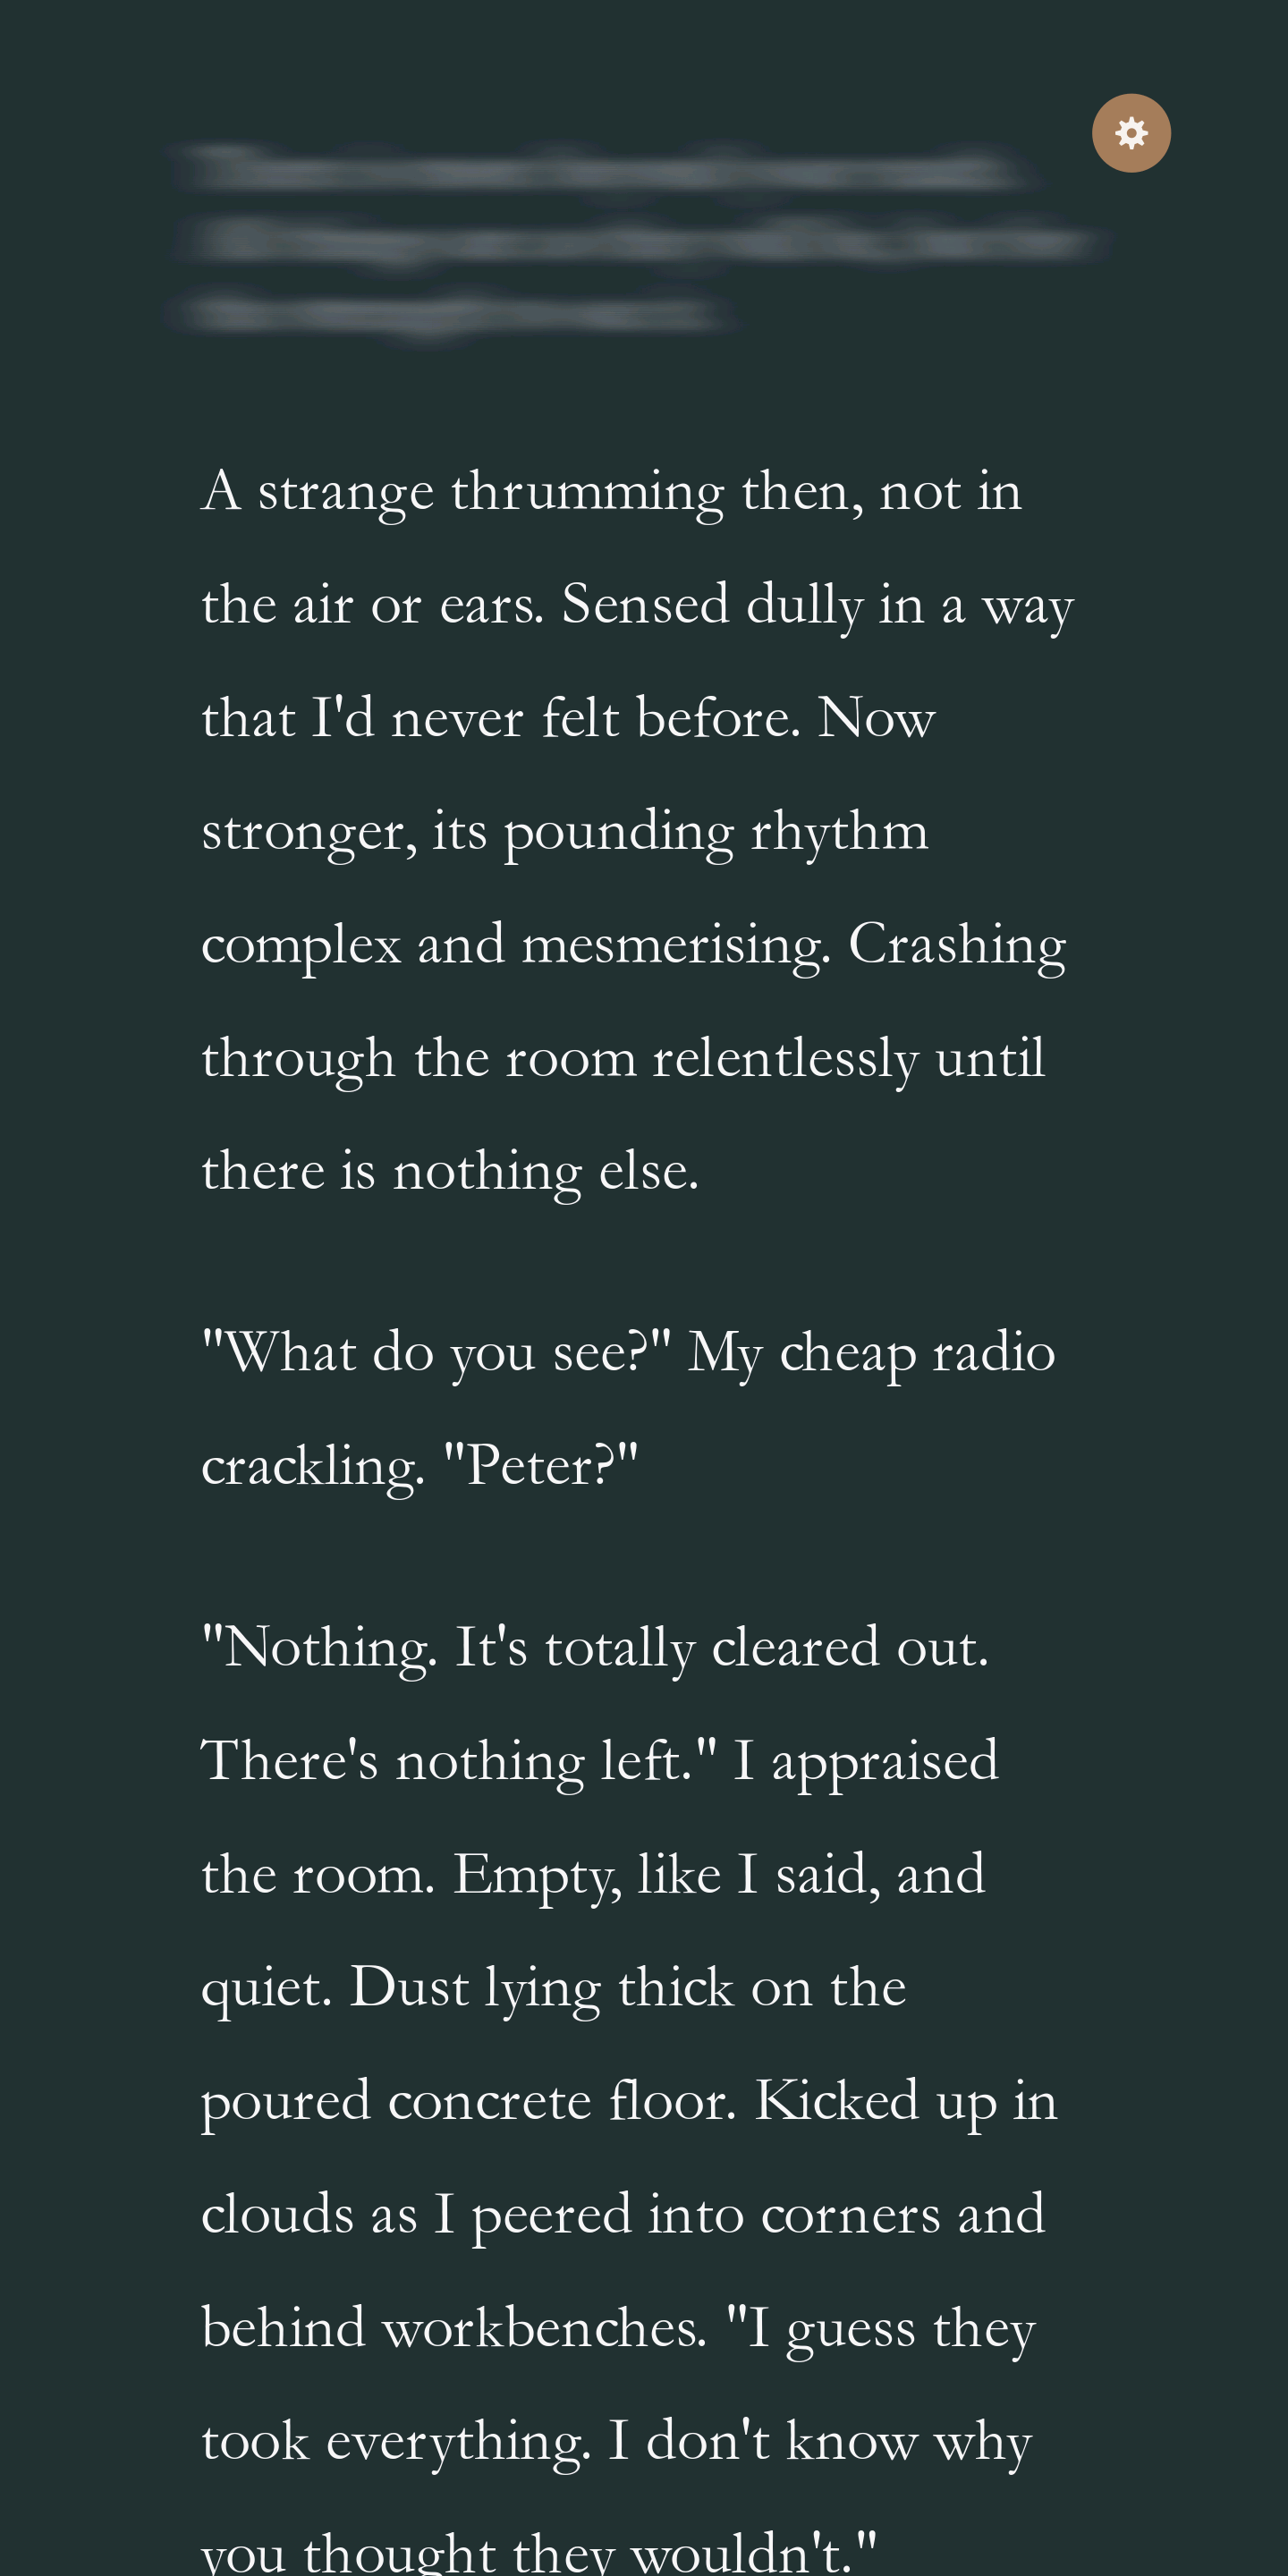 A strange thrumming then, not in
the air or ears. Sensed dully in a way
that I'd never felt before. Now
stronger, its pounding rhythm
complex and mesmerising. Crashing
through the room relentlessly until
there is nothing else.
"What do you see?" My cheap radio
crackling. "Peter?"
"Nothing. It's totally cleared out.
There's nothing left." I appraised
the room. Empty, like I said, and
quiet. Dust lying thick on the
poured concrete floor. Kicked up in
clouds as I peered into corners and
behind workbenches. "I guess they
took everything. I don't know why
you thought they wouldn't."